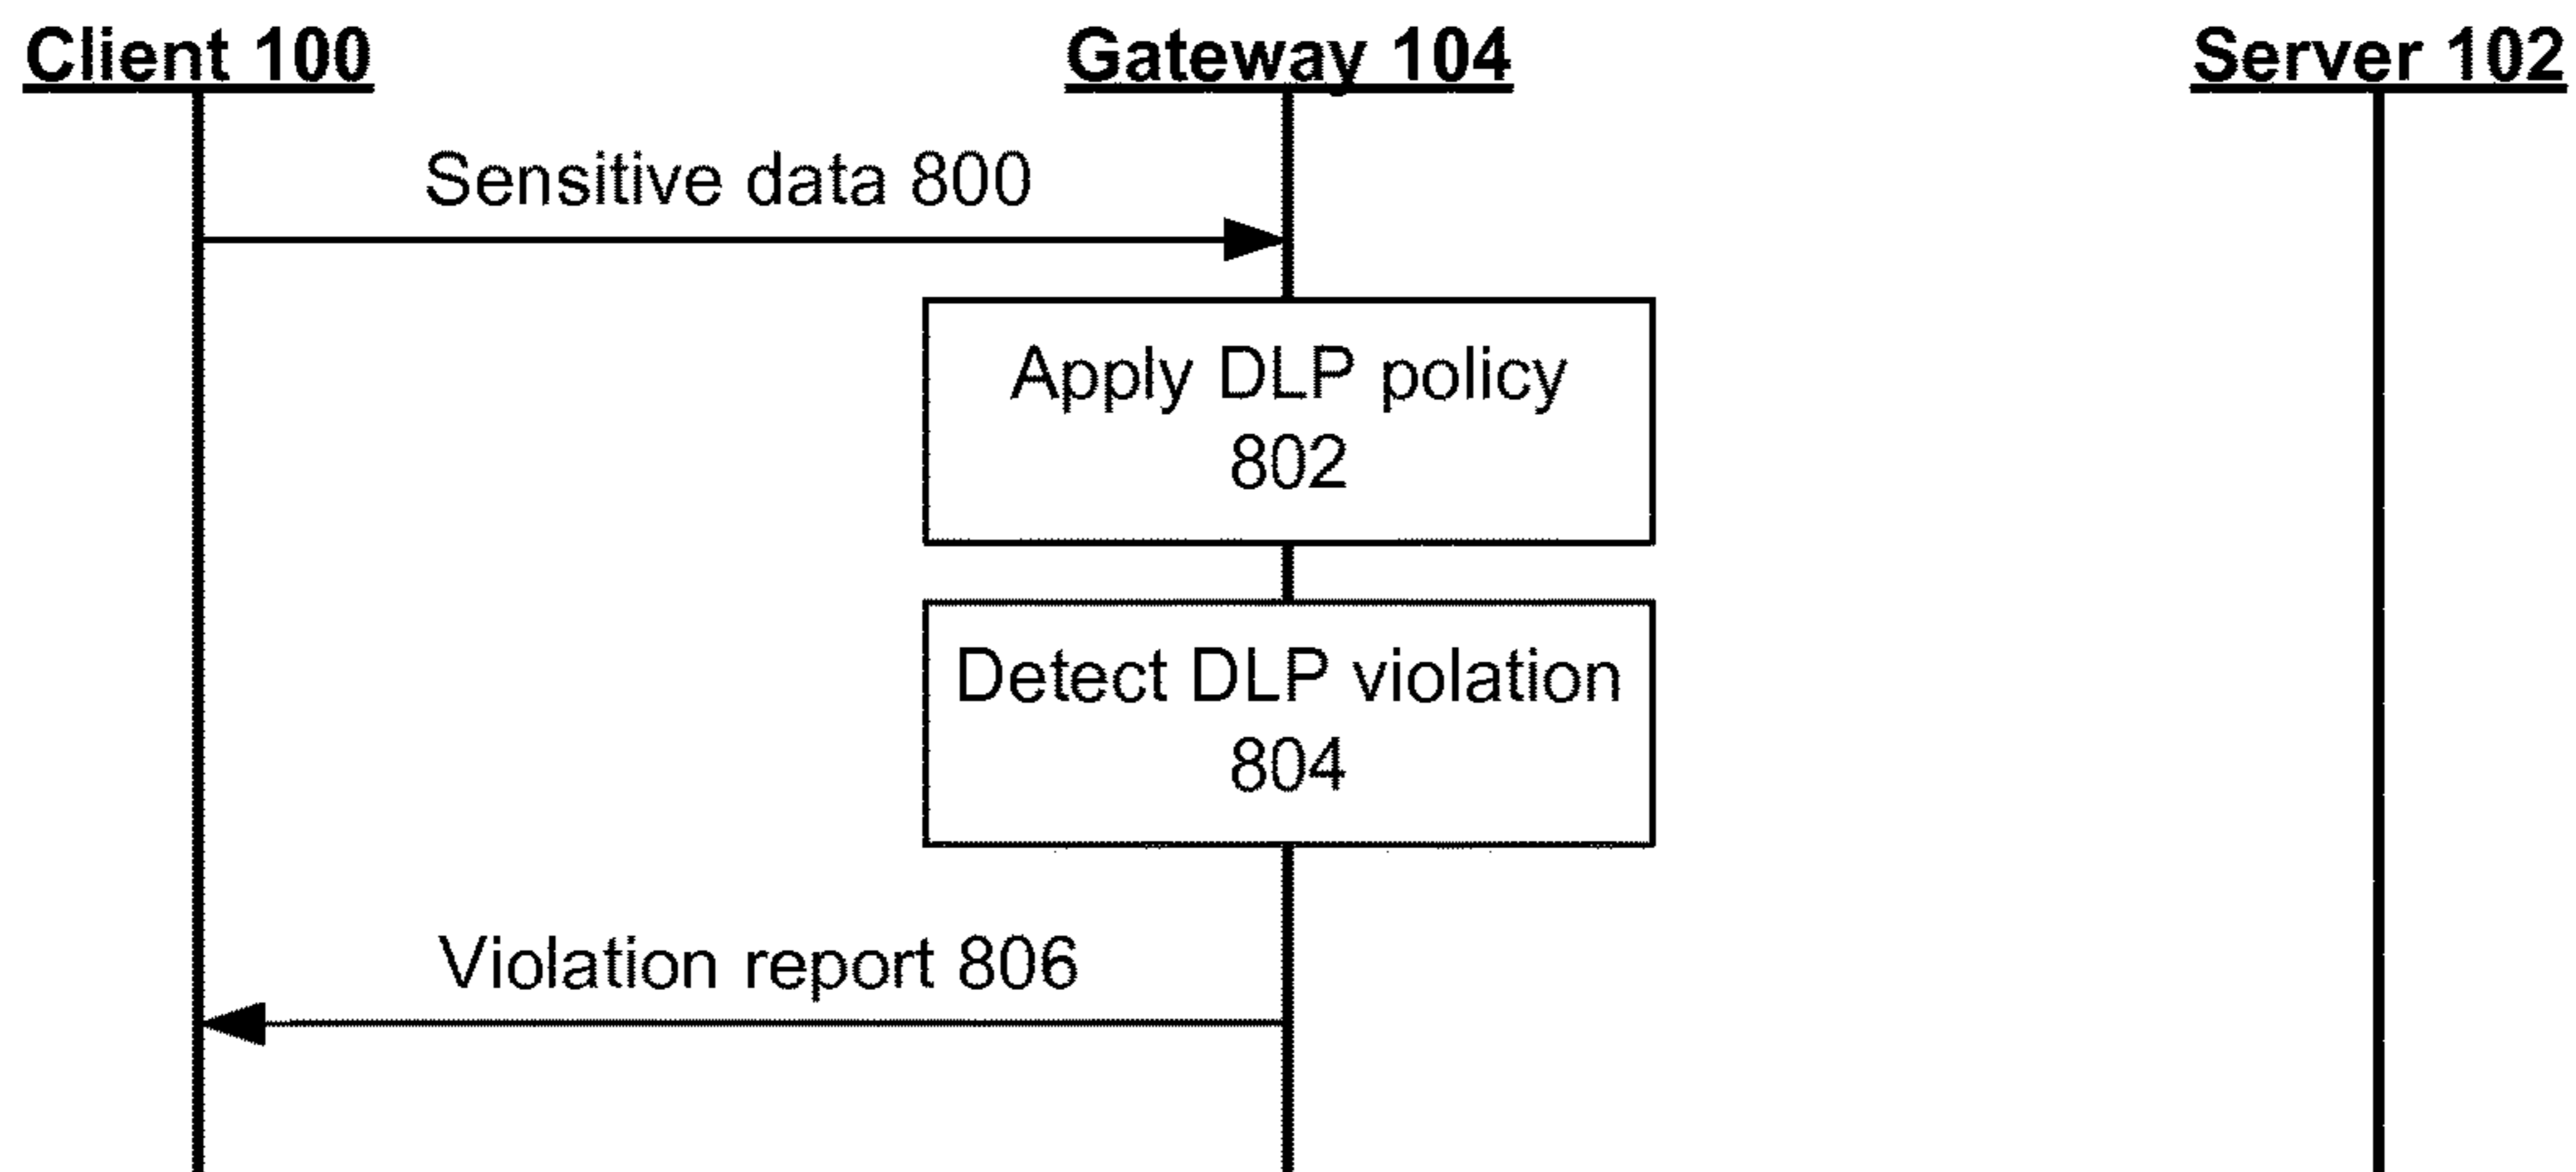 Client 100
Gateway 104
Server 102
Sensitive data 800
Apply DLP policy
802
Detect DLP violation
804
Violation report 806